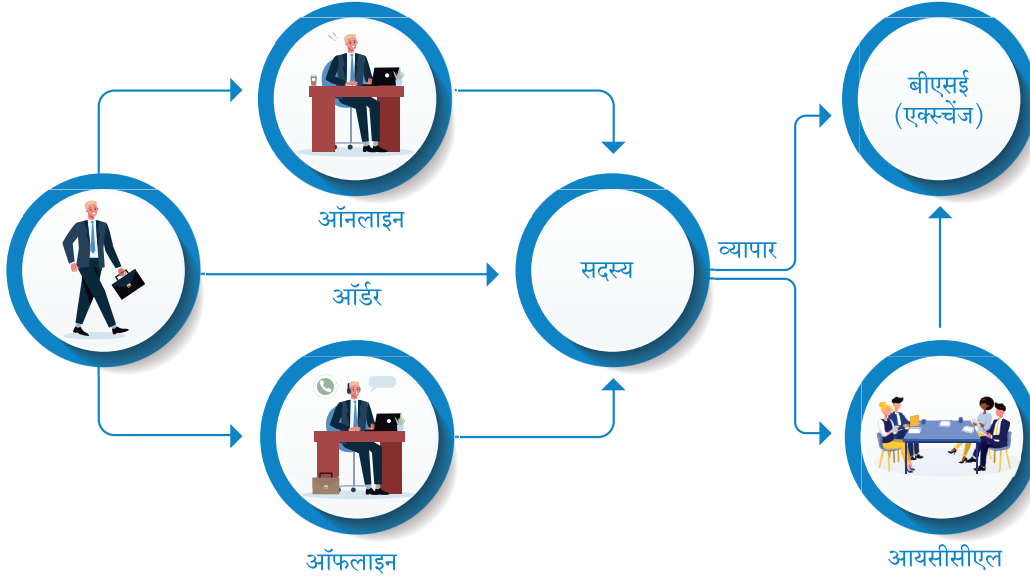 ऑनलाइन
ऑर्डर
ऑफलाइन
सदस्य
व्यापार
बीएसई
(एक्स्चेंज)
आयसीसीएल